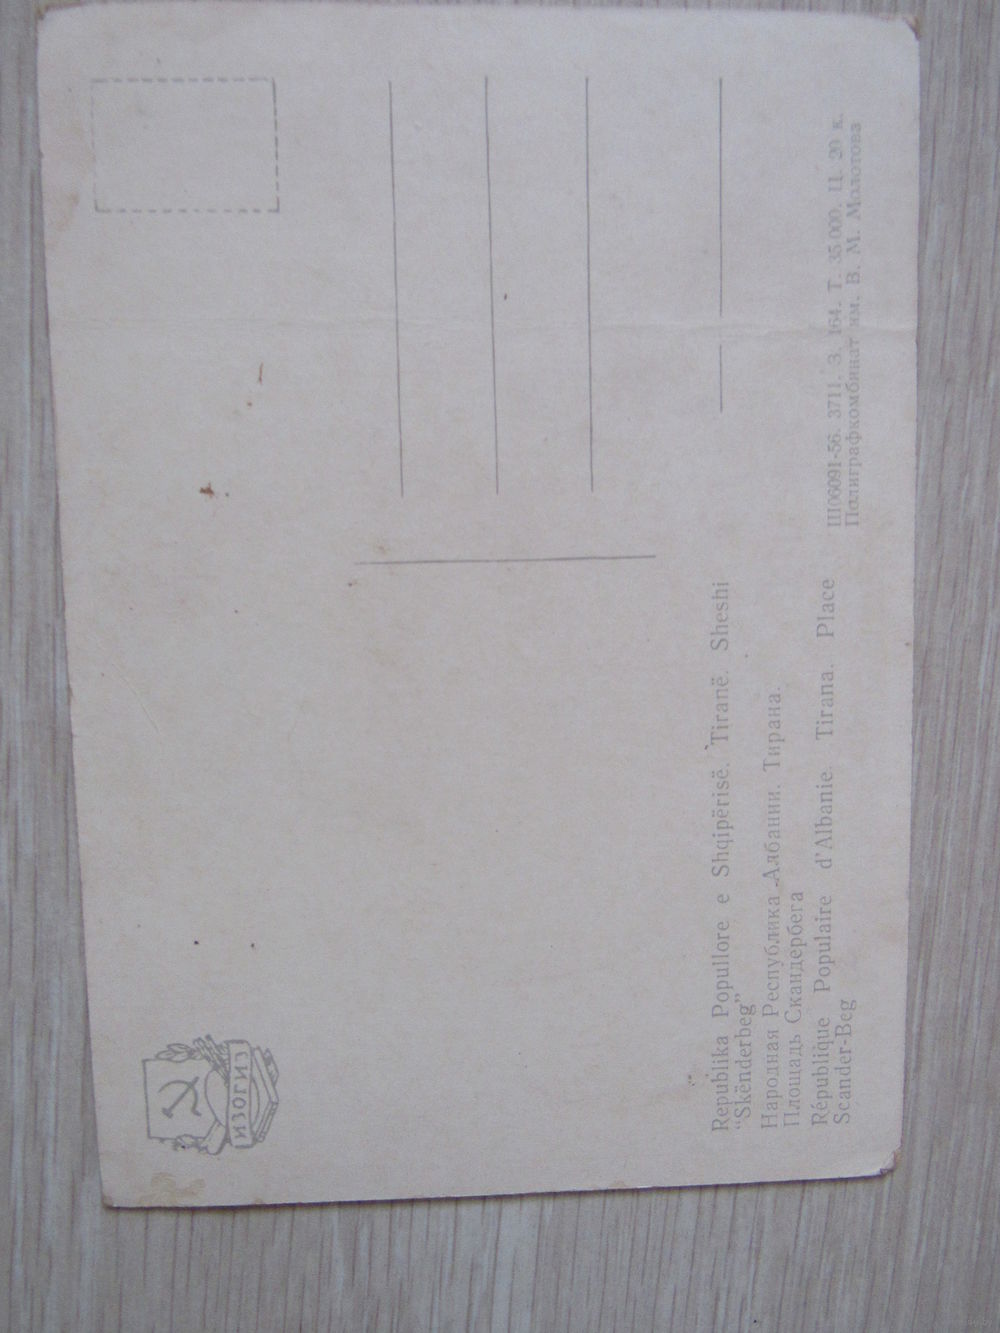 ИЗОГИЗ
Republika Popullore e Shqipërisë. Tiranë. Sheshi
“Skënderbeg”
Народная Республика Албании. Тирана.
Площадь Скандербега
République Populaire d'Albanie. Tirana. Place
Scander-Beg
Ш06091-56. 3711. З. 164. Т. 35 000. Ц. 20 к.
Полиграфкомбинат им. В. М. Молотова